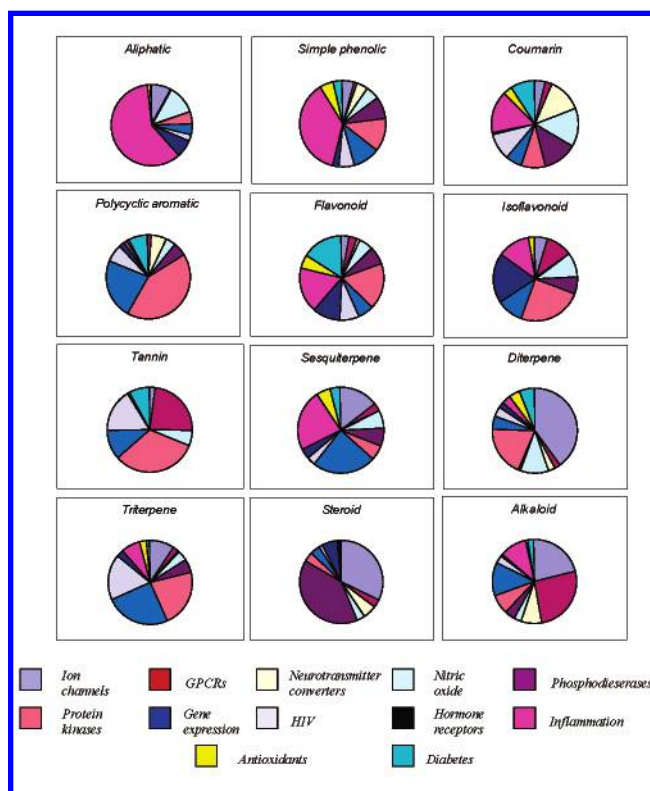 Aliphatic
Simple phenolic
Coumarin
Polycyclic aromatic
Flavonoid
Isoflavonoid
Tannin
Sesquiterpene
Diterpene
Triterpene
Steroid
Alkaloid
Ion
channels
GPCRs
Neurotransmitter
converters
Nitric
oxide
Phosphodieserases
Protein
kinases
Gene
expression
HIV
Hormone
receptors
Inflammation
Antioxidants
Diabetes